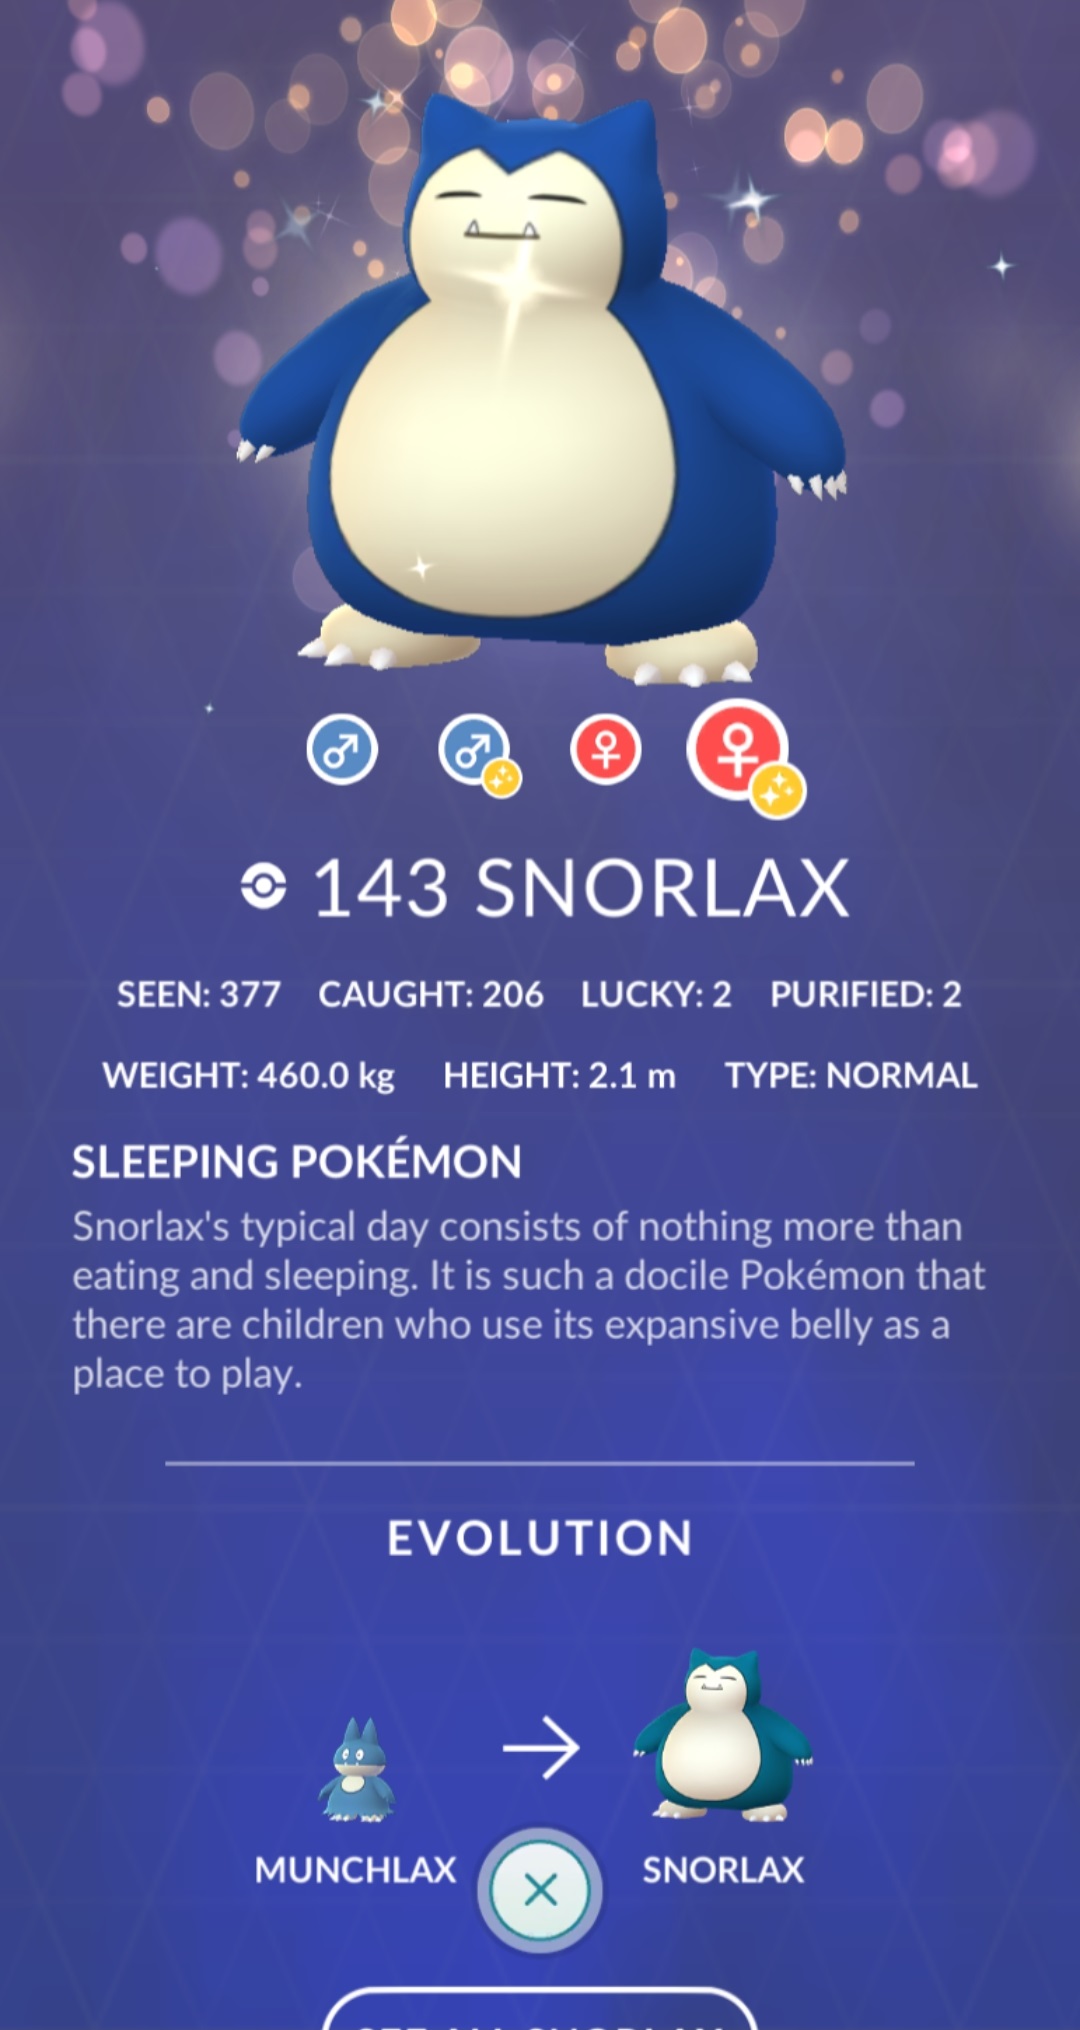 143 SNORLAX
SEEN: 377 CAUGHT: 206 LUCKY: 2 PURIFIED: 2
WEIGHT: 460.0 kg HEIGHT: 2.1 m TYPE: NORMAL
SLEEPING POKÉMON
Snorlax's typical day consists of nothing more than
eating and sleeping. It is such a docile Pokémon that
there are children who use its expansive belly as a
place to play.
EVOLUTION
MUNCHLAX SNORLAX